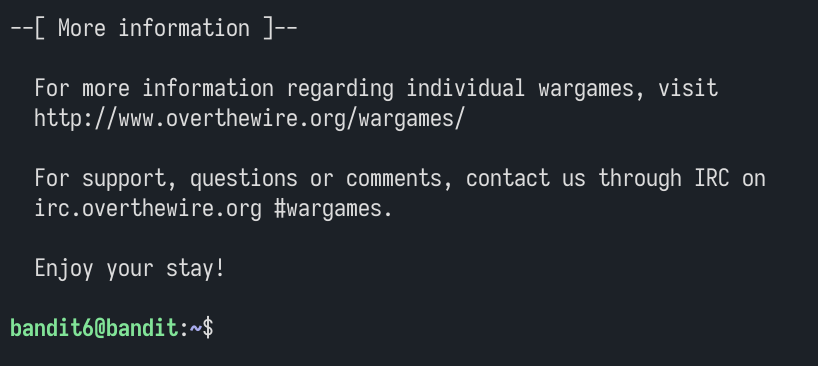 --[ More information ]--
For more information regarding individual wargames, visit
http://www.overthewire.org/wargames/
For support, questions or comments, contact us through IRC on
irc.overthewire.org #wargames.
Enjoy your stay!
bandit6@bandit:~$